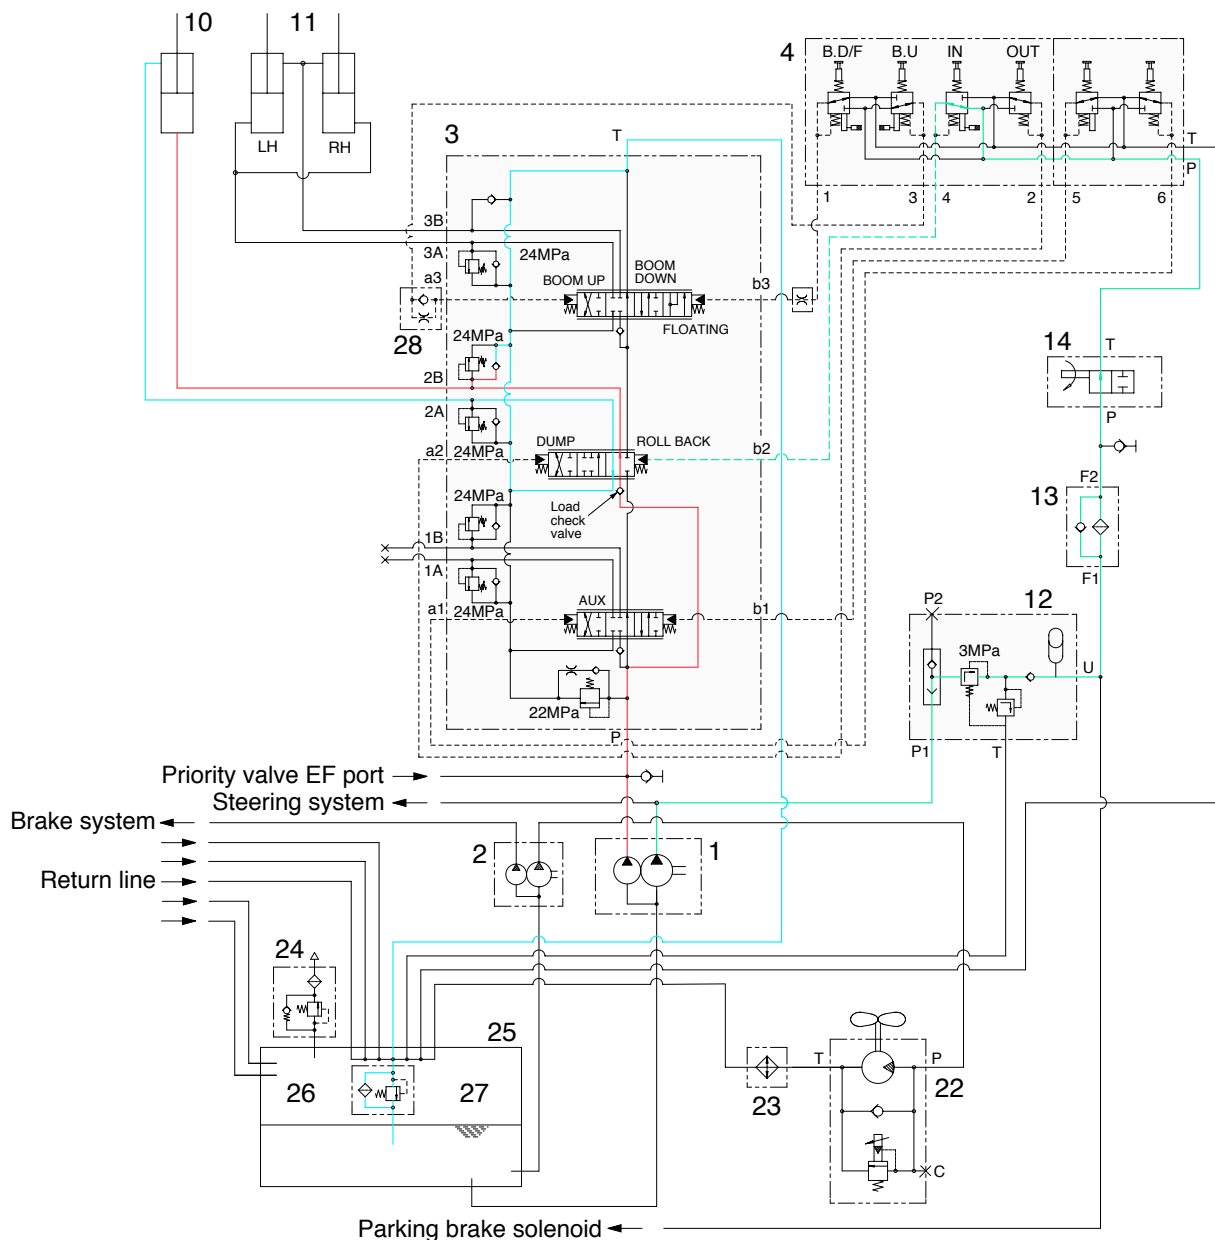 10
11
LH
RH
4
B.D/F
B.U
IN
OUT
T
P
1
3
4
2
5
6
3
T
3B
3A
24MPa
a3
BOOM UP
BOOM
DOWN
b3
FLOATING
28
24MPa
2B
2A
24MPa
a2
DUMP
ROLL BACK
b2
24MPa
Load
check
valve
1B
1A
24MPa
a1
AUX
b1
22MPa
P
14
T
P
F2
13
F1
P2
12
3MPa
U
P1
T
Priority valve EF port
Steering system
Brake system
2
1
Return line
24
25
26
27
T
P
23
22
C
Parking brake solenoid